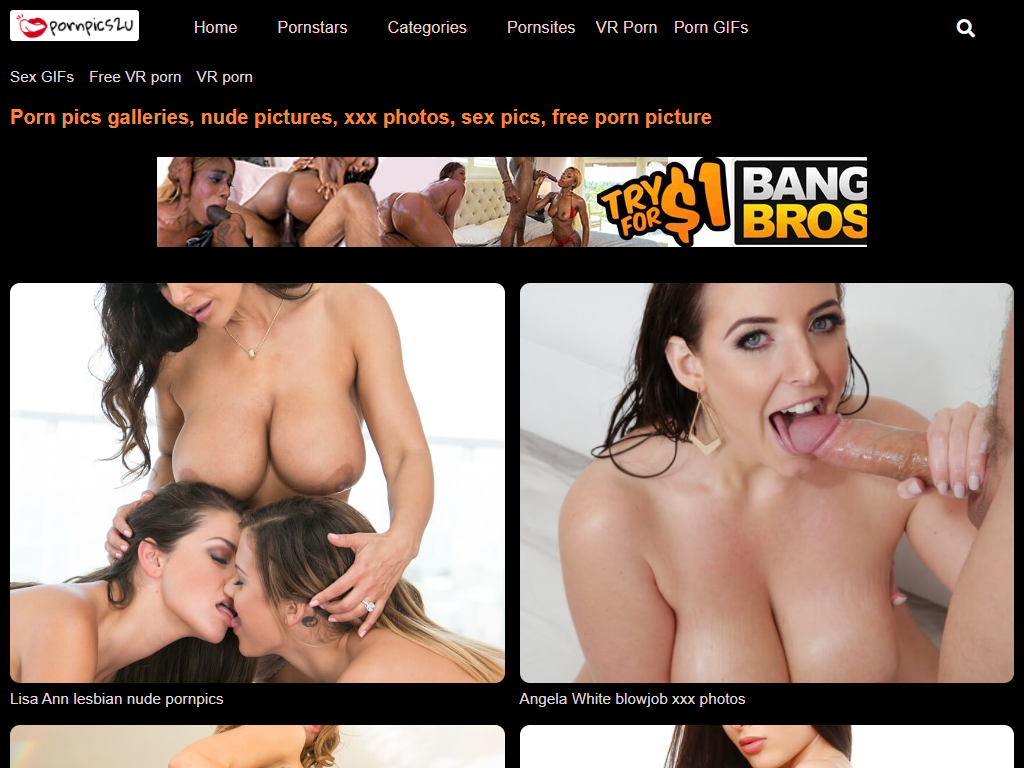 pornpics2u
Home Pornstars Categories Pornsites VR Porn Porn GIFs
Sex GIFs Free VR porn VR porn
Porn pics galleries, nude pictures, xxx photos, sex pics, free porn picture
TRY FOR $1 BANG BROS
Lisa Ann lesbian nude pornpics
Angela White blowjob xxx photos